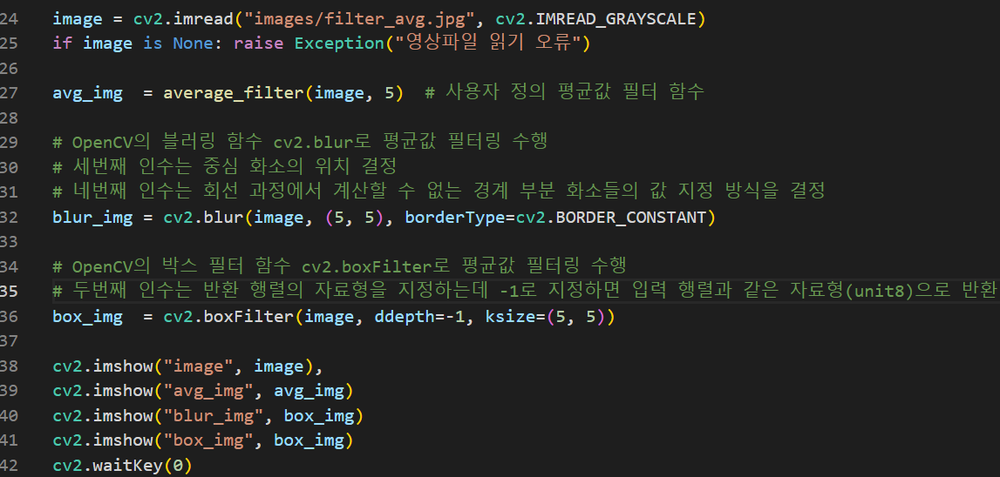 24 image = cv2.imread("images/filter_avg.jpg", cv2.IMREAD_GRAYSCALE)
25 if image is None: raise Exception("영상파일 읽기 오류")
26
27 avg_img  = average_filter(image, 5)  # 사용자 정의 평균값 필터 함수
28
29 # OpenCV의 블러링 함수 cv2.blur로 평균값 필터링 수행
30 # 세번째 인수는 중심 화소의 위치 결정
31 # 네번째 인수는 회선 과정에서 계산할 수 없는 경계 부분 화소들의 값 지정 방식을 결정
32 blur_img = cv2.blur(image, (5, 5), borderType=cv2.BORDER_CONSTANT)
33
34 # OpenCV의 박스 필터 함수 cv2.boxFilter로 평균값 필터링 수행
35 # 두번째 인수는 반환 행렬의 자료형을 지정하는데 -1로 지정하면 입력 행렬과 같은 자료형(unit8)으로 반환
36 box_img  = cv2.boxFilter(image, ddepth=-1, ksize=(5, 5))
37
38 cv2.imshow("image", image),
39 cv2.imshow("avg_img", avg_img)
40 cv2.imshow("blur_img", box_img)
41 cv2.imshow("box_img", box_img)
42 cv2.waitKey(0)